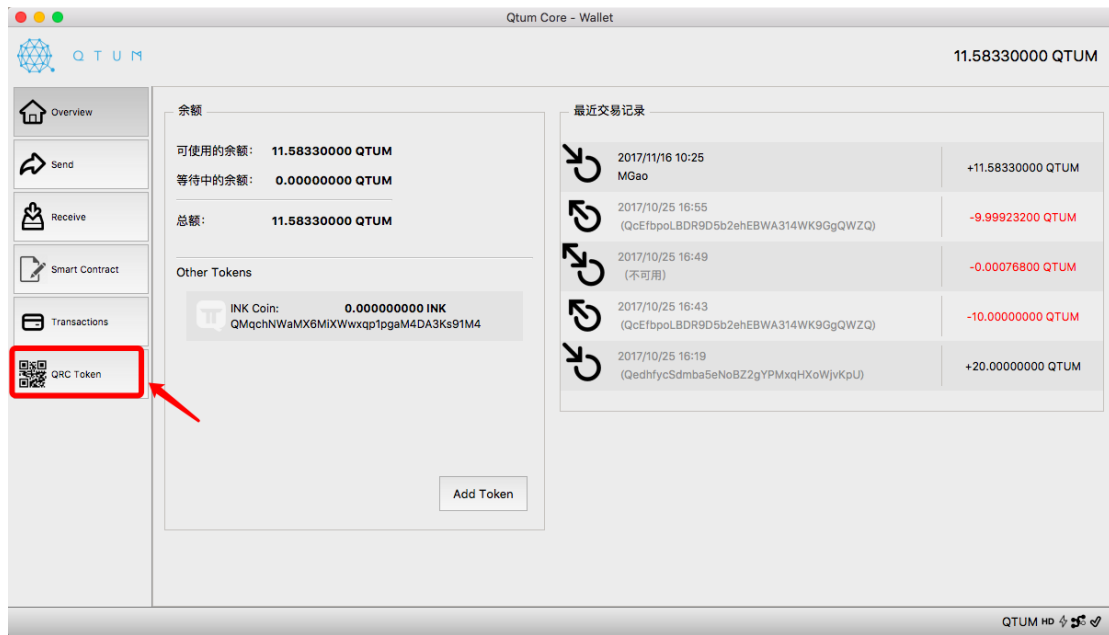 Qtum Core - Wallet
QTUM
11.58330000 QTUM
Overview
Send
Receive
Smart Contract
Transactions
QRC Token
余额
可使用的余额: 11.58330000 QTUM
等待中的余额: 0.00000000 QTUM
总额: 11.58330000 QTUM
Other Tokens
INK Coin: 0.000000000 INK
QMqchNWaMX6MiXWwxqp1pgaM4DA3Ks91M4
Add Token
最近交易记录
2017/11/16 10:25
MGao
+11.58330000 QTUM
2017/10/25 16:55
(QcEfbpoLBDR9D5b2ehEBWA314WK9GgQWZQ)
-9.99923200 QTUM
2017/10/25 16:49
(不可用)
-0.00076800 QTUM
2017/10/25 16:43
(QcEfbpoLBDR9D5b2ehEBWA314WK9GgQWZQ)
-10.00000000 QTUM
2017/10/25 16:19
(QedhfycSdmba5eNoBZ2gYPMxqHXoWjvKpU)
+20.00000000 QTUM
QTUM HD